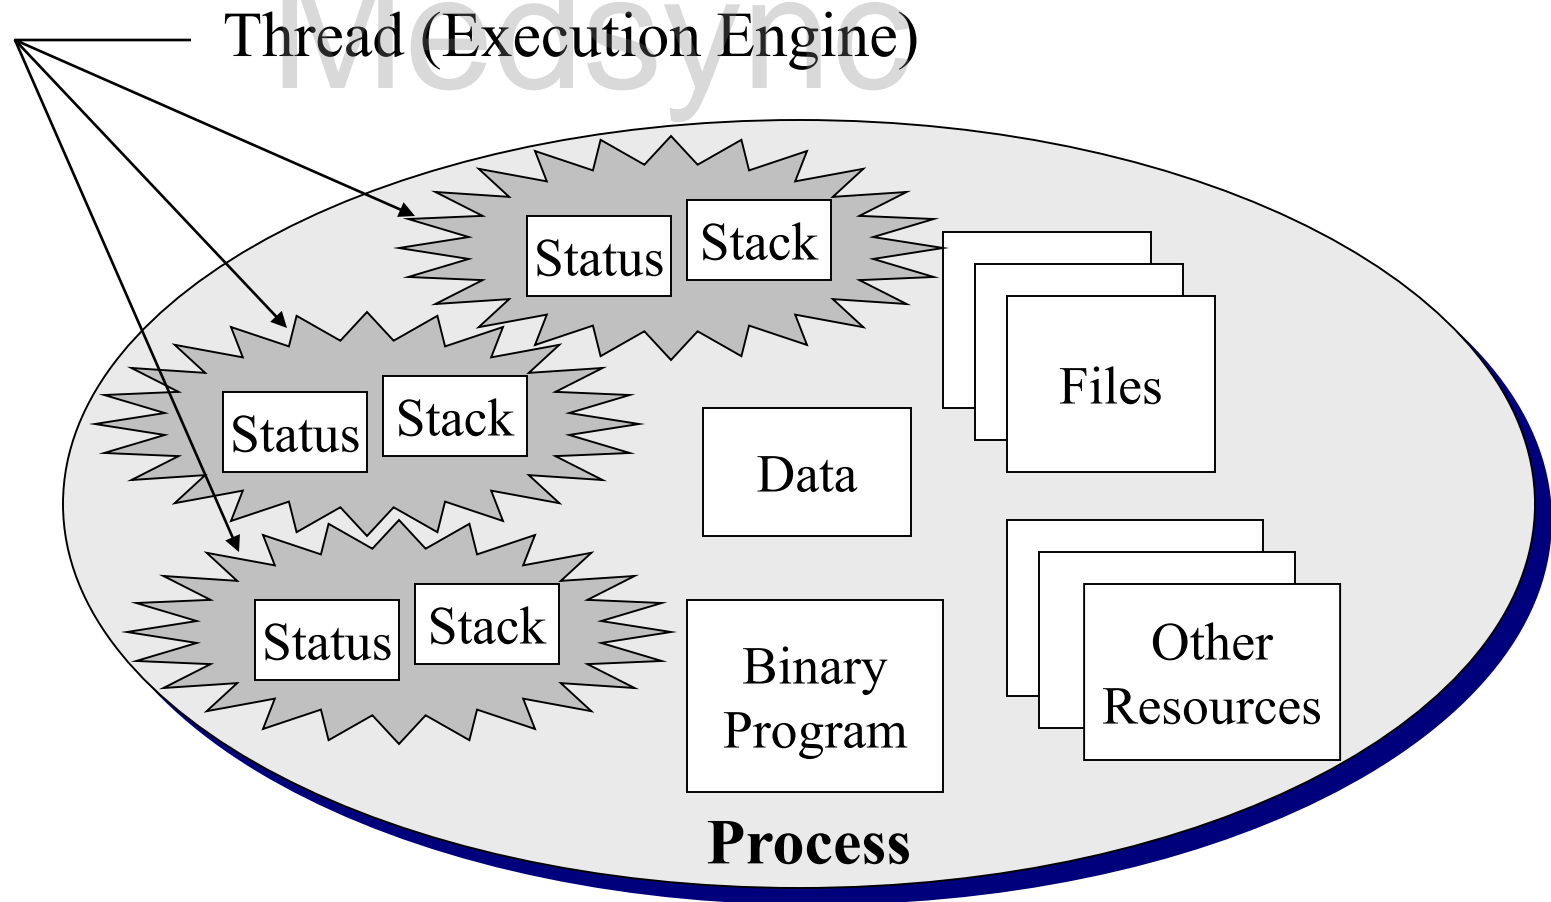 Medsync
Thread (Execution Engine)
Status
Stack
Status
Stack
Status
Stack
Files
Data
Binary
Program
Other
Resources
Process